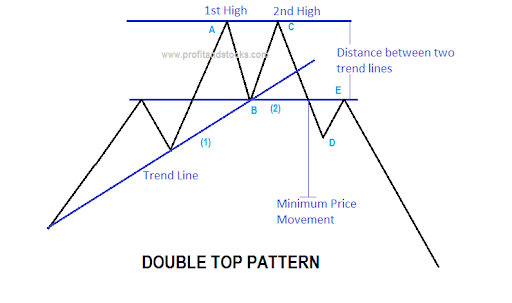 1st High
2nd High
A
C
www.profitandstocks.com
Distance between two
trend lines
E
B
(2)
(1)
D
Trend Line
Minimum Price
Movement
DOUBLE TOP PATTERN